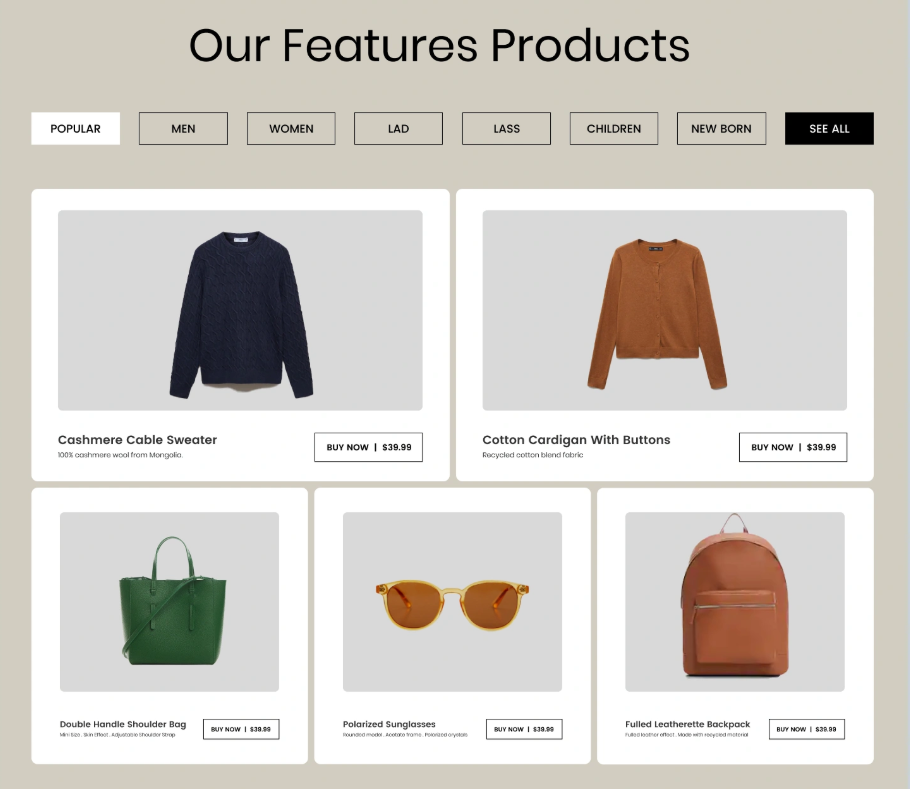 Our Features Products
POPULAR
MEN
WOMEN
LAD
LASS
CHILDREN
NEW BORN
SEE ALL
Cashmere Cable Sweater
100% cashmere wool from Mongolia.
BUY NOW | $39.99
Cotton Cardigan With Buttons
Recycled cotton blend fabric
BUY NOW | $39.99
Double Handle Shoulder Bag
Mini Size . Skin Effect . Adjustable Shoulder Strap
BUY NOW | $39.99
Polarized Sunglasses
Rounded model . Acetate frame . Polarized crystals
BUY NOW | $39.99
Fulled Leatherette Backpack
Fulled leather effect . Made with recycled material
BUY NOW | $39.99